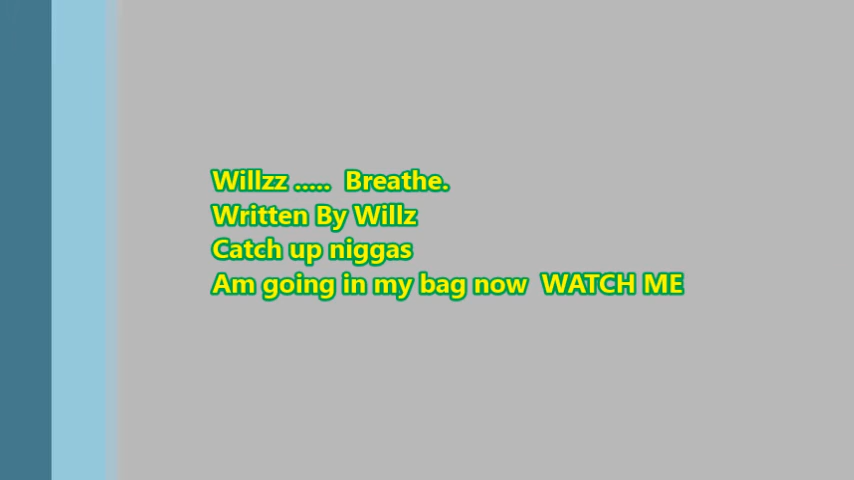 Willzz ..... Breathe.
Written By Willz
Catch up niggas
Am going in my bag now WATCH ME